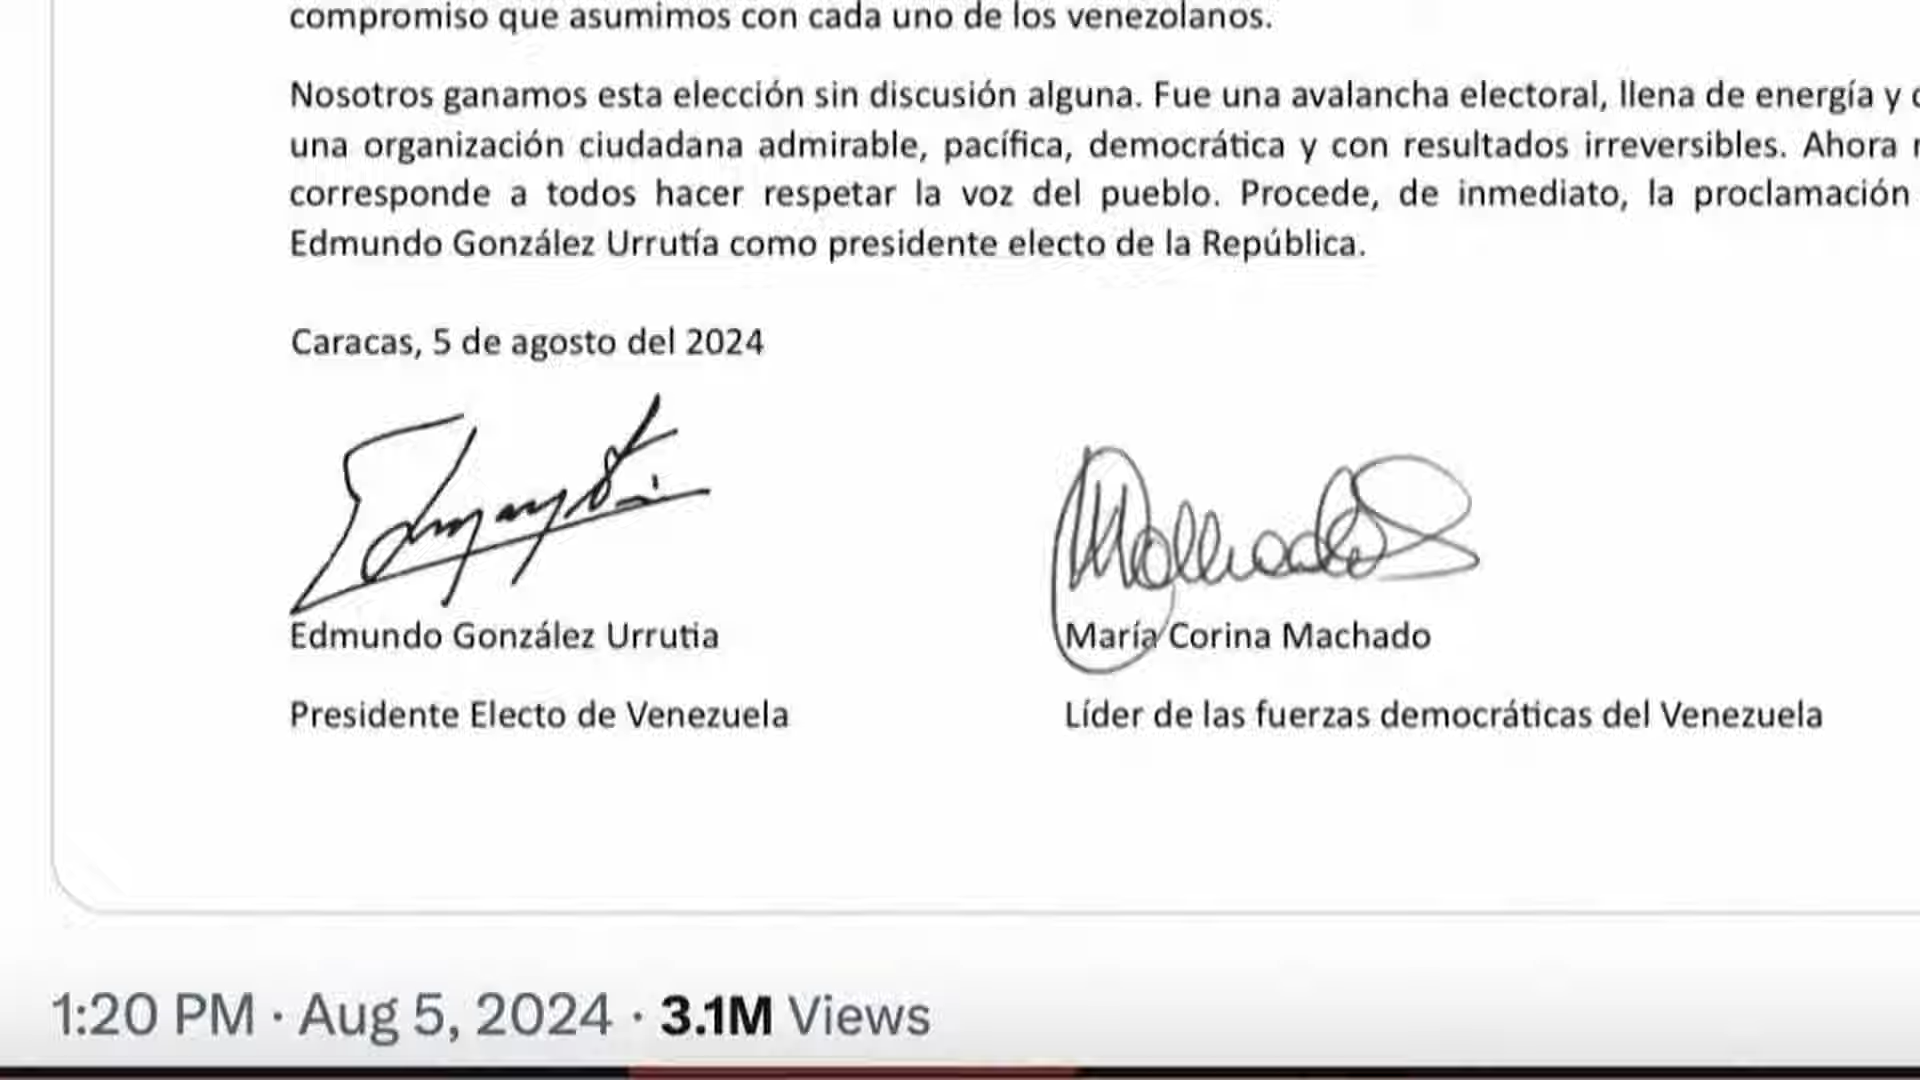 compromiso que asumimos con cada uno de los venezolanos.
Nosotros ganamos esta elección sin discusión alguna. Fue una avalancha electoral, llena de energía y
una organización ciudadana admirable, pacífica, democrática y con resultados irreversibles. Ahora
corresponde a todos hacer respetar la voz del pueblo. Procede, de inmediato, la proclamación
Edmundo González Urrutía como presidente electo de la República.
Caracas, 5 de agosto del 2024
Edmundo González Urrutia
María Corina Machado
Presidente Electo de Venezuela
Líder de las fuerzas democráticas del Venezuela
1:20 PM · Aug 5, 2024 · 3.1M Views